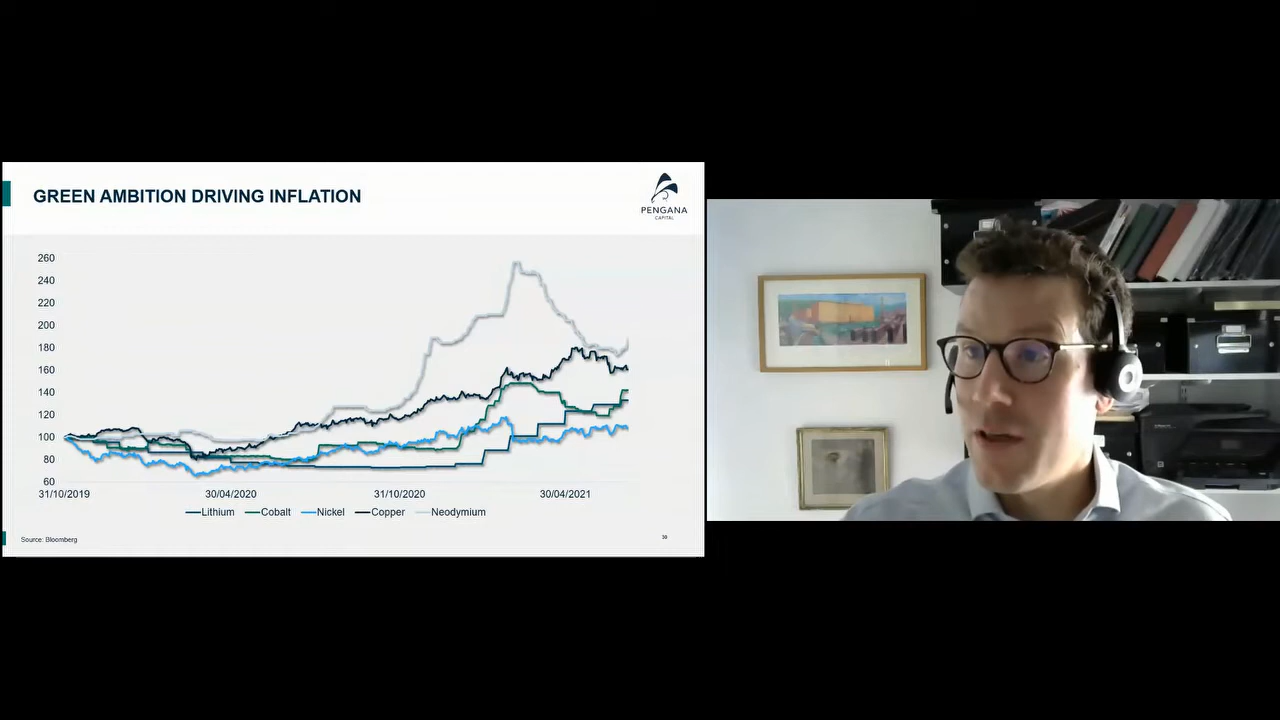 GREEN AMBITION DRIVING INFLATION
PENGANA
CAPITAL
260
240
220
200
180
160
140
120
100
80
60
31/10/2019 30/04/2020 31/10/2020 30/04/2021
Lithium Cobalt Nickel Copper Neodymium
Source: Bloomberg